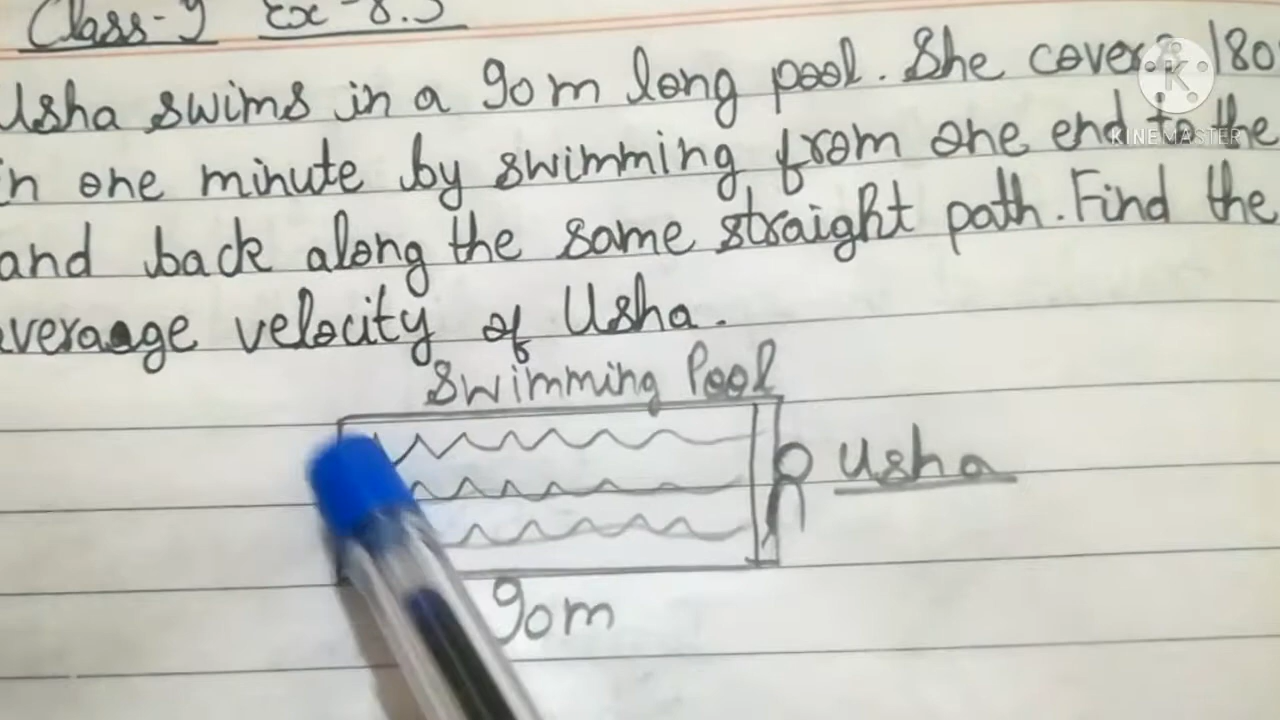 Class-9 Ex-8.3
Usha swims in a 90m long pool. She covers 180
in one minute by swimming from one end to the
and back along the same straight path. Find the
average velocity of Usha.
Swimming Pool
Usha
90m
K
KINEMASTER